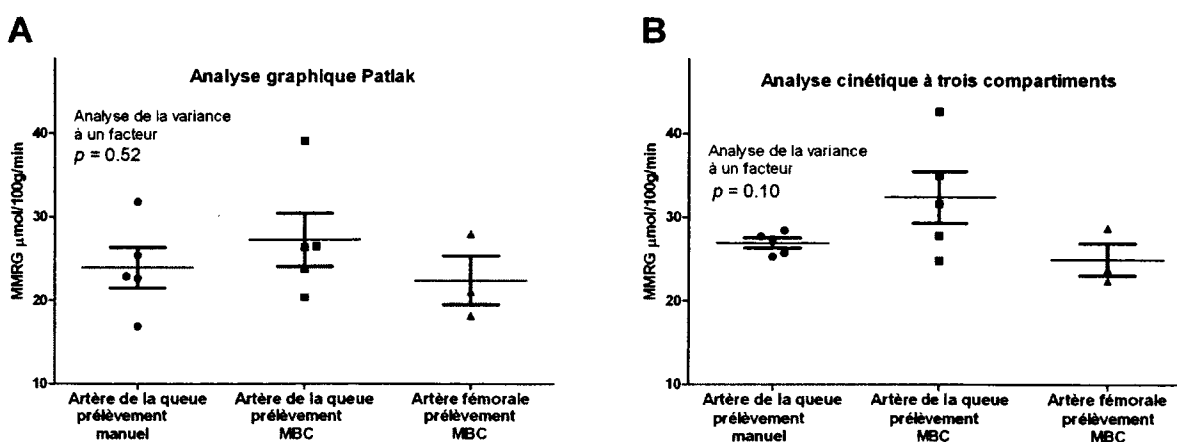 A
Analyse graphique Patlak
Analyse de la variance
à un facteur
p = 0.52
MMRG µmol/100g/min
40
30
20
10
Artère de la queue
prélèvement
manuel
Artère de la queue
prélèvement
MBC
Artère fémorale
prélèvement
MBC
B
Analyse cinétique à trois compartiments
Analyse de la variance
à un facteur
p = 0.10
MMRG µmol/100g/min
40
30
20
10
Artère de la queue
prélèvement
manuel
Artère de la queue
prélèvement
MBC
Artère fémorale
prélèvement
MBC